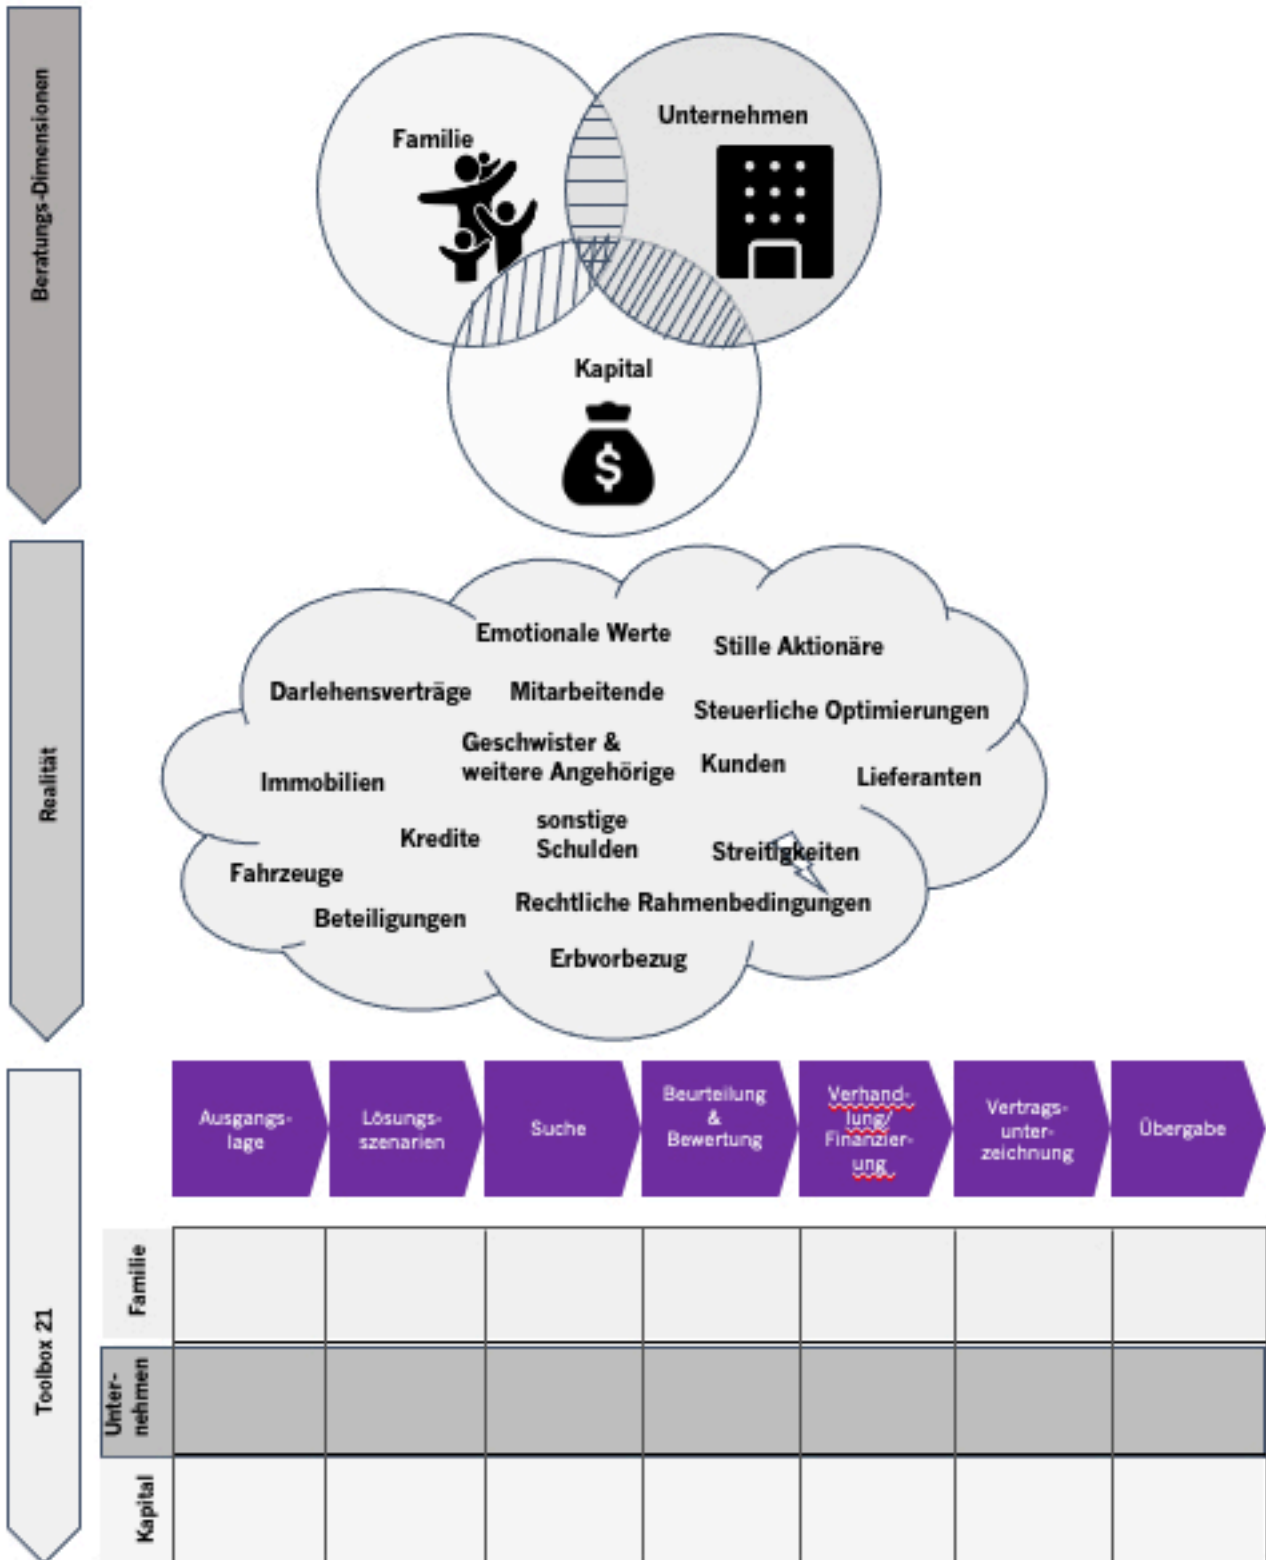 Beratungs-Dimensionen
Familie
Unternehmen
Kapital
$
Realität
Emotionale Werte
Stille Aktionäre
Darlehensverträge
Mitarbeitende
Steuerliche Optimierungen
Geschwister &
weitere Angehörige
Kunden
Lieferanten
Immobilien
sonstige
Schulden
Kredite
Streitigkeiten
Fahrzeuge
Rechtliche Rahmenbedingungen
Beteiligungen
Erbvorbezug
Toolbox 21
Ausgangs-
lage
Lösungs-
szenarien
Suche
Beurteilung
&
Bewertung
Verhand-
lung/
Finanzier-
ung
Vertrags-
unter-
zeichnung
Übergabe
Familie
Unter-
nehmen
Kapital